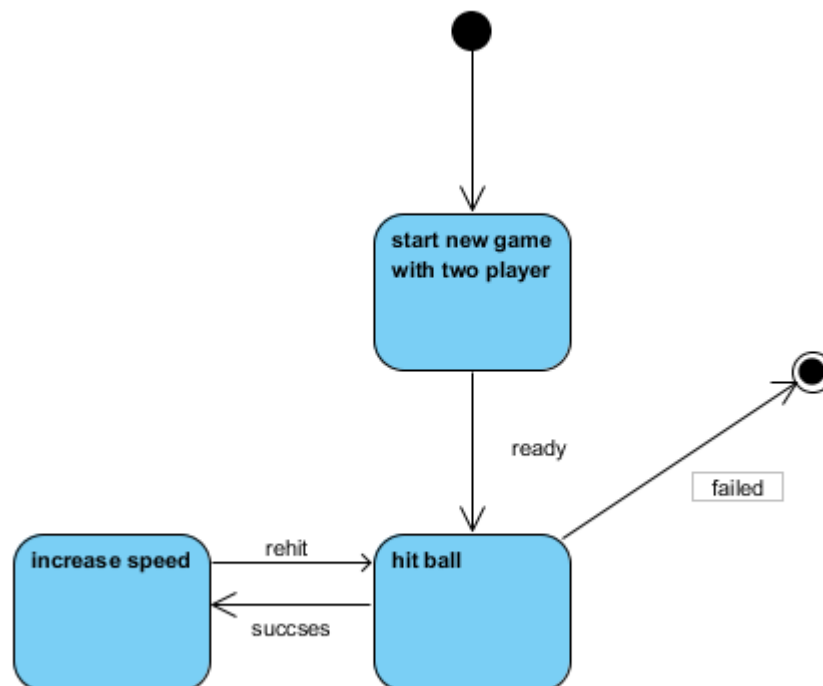 start new game
with two player
ready
failed
increase speed
rehit
hit ball
succses